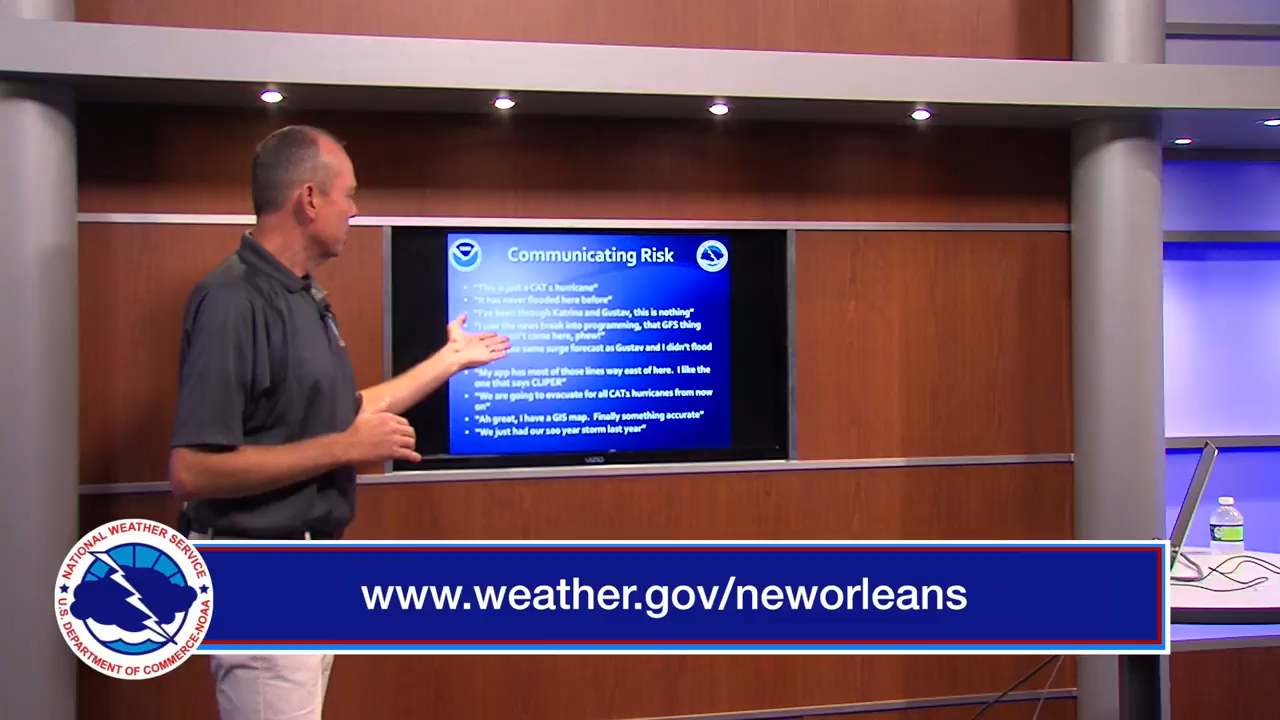 Communicating Risk
"This is just a CAT 1 hurricane"
"It has never flooded here before"
"I've been through Katrina and Gustav, this is nothing"
"I saw the news break into programming, that GFS thing
won't come here, phew!"
same surge forecast as Gustav and I didn't flood
"My app has most of those lines way east of here. I like the
one that says CLIPER"
"We are going to evacuate for all CAT1 hurricanes from now
on"
"Ah great, I have a GIS map. Finally something accurate"
"We just had our 100 year storm last year"
VIZIO
NATIONAL WEATHER SERVICE
U.S. DEPARTMENT OF COMMERCE-NOAA
www.weather.gov/neworleans